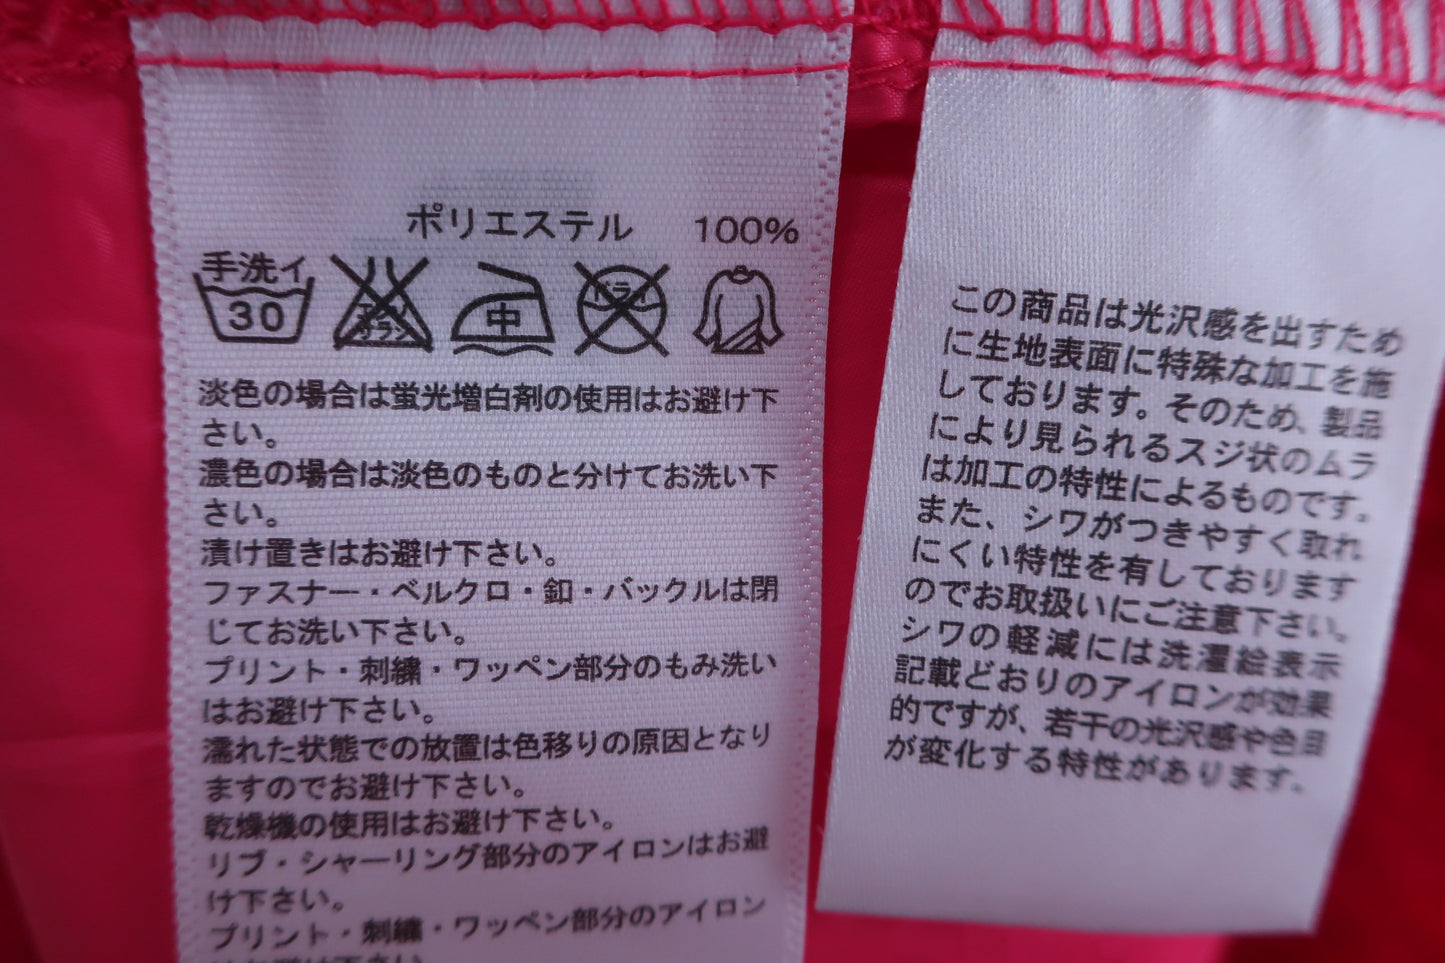 ポリエステル 100%
手洗イ
30
エンソ
サラシ
中
ドライ
淡色の場合は蛍光増白剤の使用はお避け下
さい。
濃色の場合は淡色のものと分けてお洗い下
さい。
漬け置きはお避け下さい。
ファスナー・ベルクロ・釦・バックルは閉
じてお洗い下さい。
プリント・刺繍・ワッペン部分のもみ洗い
はお避け下さい。
濡れた状態での放置は色移りの原因となり
ますのでお避け下さい。
乾燥機の使用はお避け下さい。
リブ・シャーリング部分のアイロンはお避
け下さい。
プリント・刺繍・ワッペン部分のアイロン
はお避け下さい。
この商品は光沢感を出すため
に生地表面に特殊な加工を施
しております。そのため、製品
により見られるスジ状のムラ
は加工の特性によるものです。
また、シワがつきやすく取れ
にくい特性を有しております
のでお取扱いにご注意下さい。
シワの軽減には洗濯絵表示
記載どおりのアイロンが効果
的ですが、若干の光沢感や色目
が変化する特性があります。